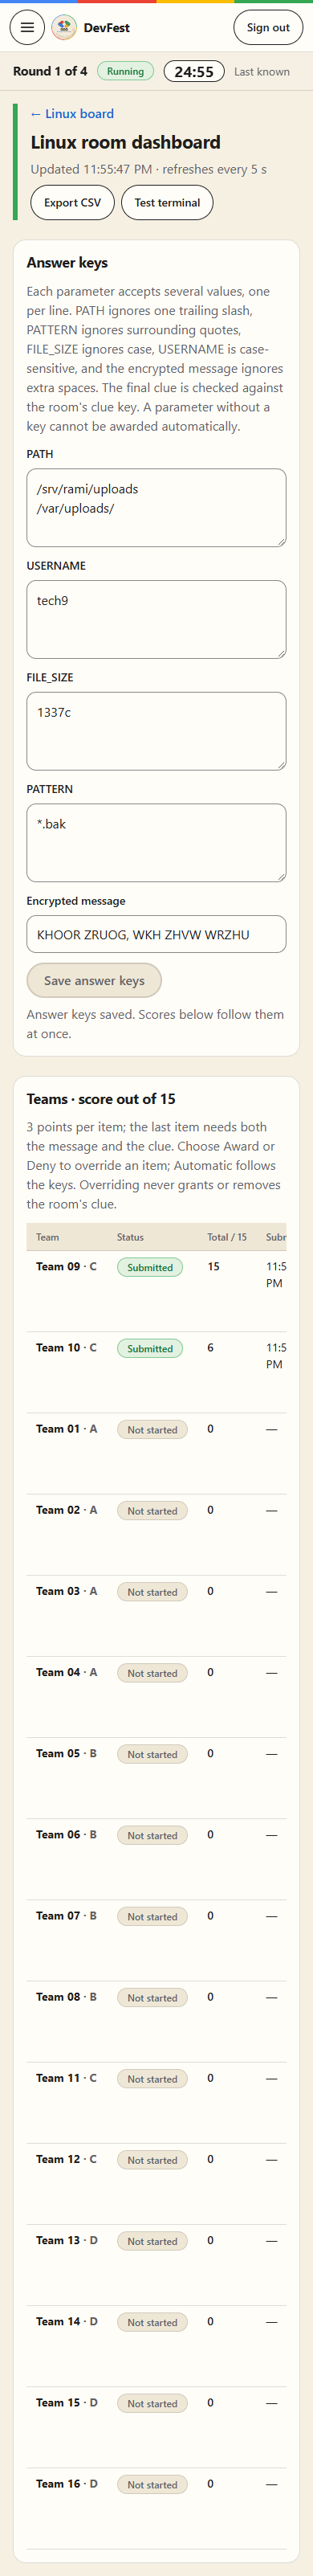 DevFest
Sign out
Round 1 of 4
Running
24:55
Last known
← Linux board
Linux room dashboard
Updated 11:55:47 PM · refreshes every 5 s
Export CSV
Test terminal
Answer keys
Each parameter accepts several values, one
per line. PATH ignores one trailing slash,
PATTERN ignores surrounding quotes,
FILE_SIZE ignores case, USERNAME is case-
sensitive, and the encrypted message ignores
extra spaces. The final clue is checked against
the room's clue key. A parameter without a
key cannot be awarded automatically.
PATH
/srv/rami/uploads
/var/uploads/
USERNAME
tech9
FILE_SIZE
1337c
PATTERN
*.bak
Encrypted message
KHOOR ZRUOG, WKH ZHVW WRZHU
Save answer keys
Answer keys saved. Scores below follow them
at once.
Teams · score out of 15
3 points per item; the last item needs both
the message and the clue. Choose Award or
Deny to override an item; Automatic follows
the keys. Overriding never grants or removes
the room's clue.
Team Status Total / 15
Team 09 · C Submitted 15 11:5
PM
Team 10 · C Submitted 6 11:5
PM
Team 01 · A Not started 0 —
Team 02 · A Not started 0 —
Team 03 · A Not started 0 —
Team 04 · A Not started 0 —
Team 05 · B Not started 0 —
Team 06 · B Not started 0 —
Team 07 · B Not started 0 —
Team 08 · B Not started 0 —
Team 11 · C Not started 0 —
Team 12 · C Not started 0 —
Team 13 · D Not started 0 —
Team 14 · D Not started 0 —
Team 15 · D Not started 0 —
Team 16 · D Not started 0 —